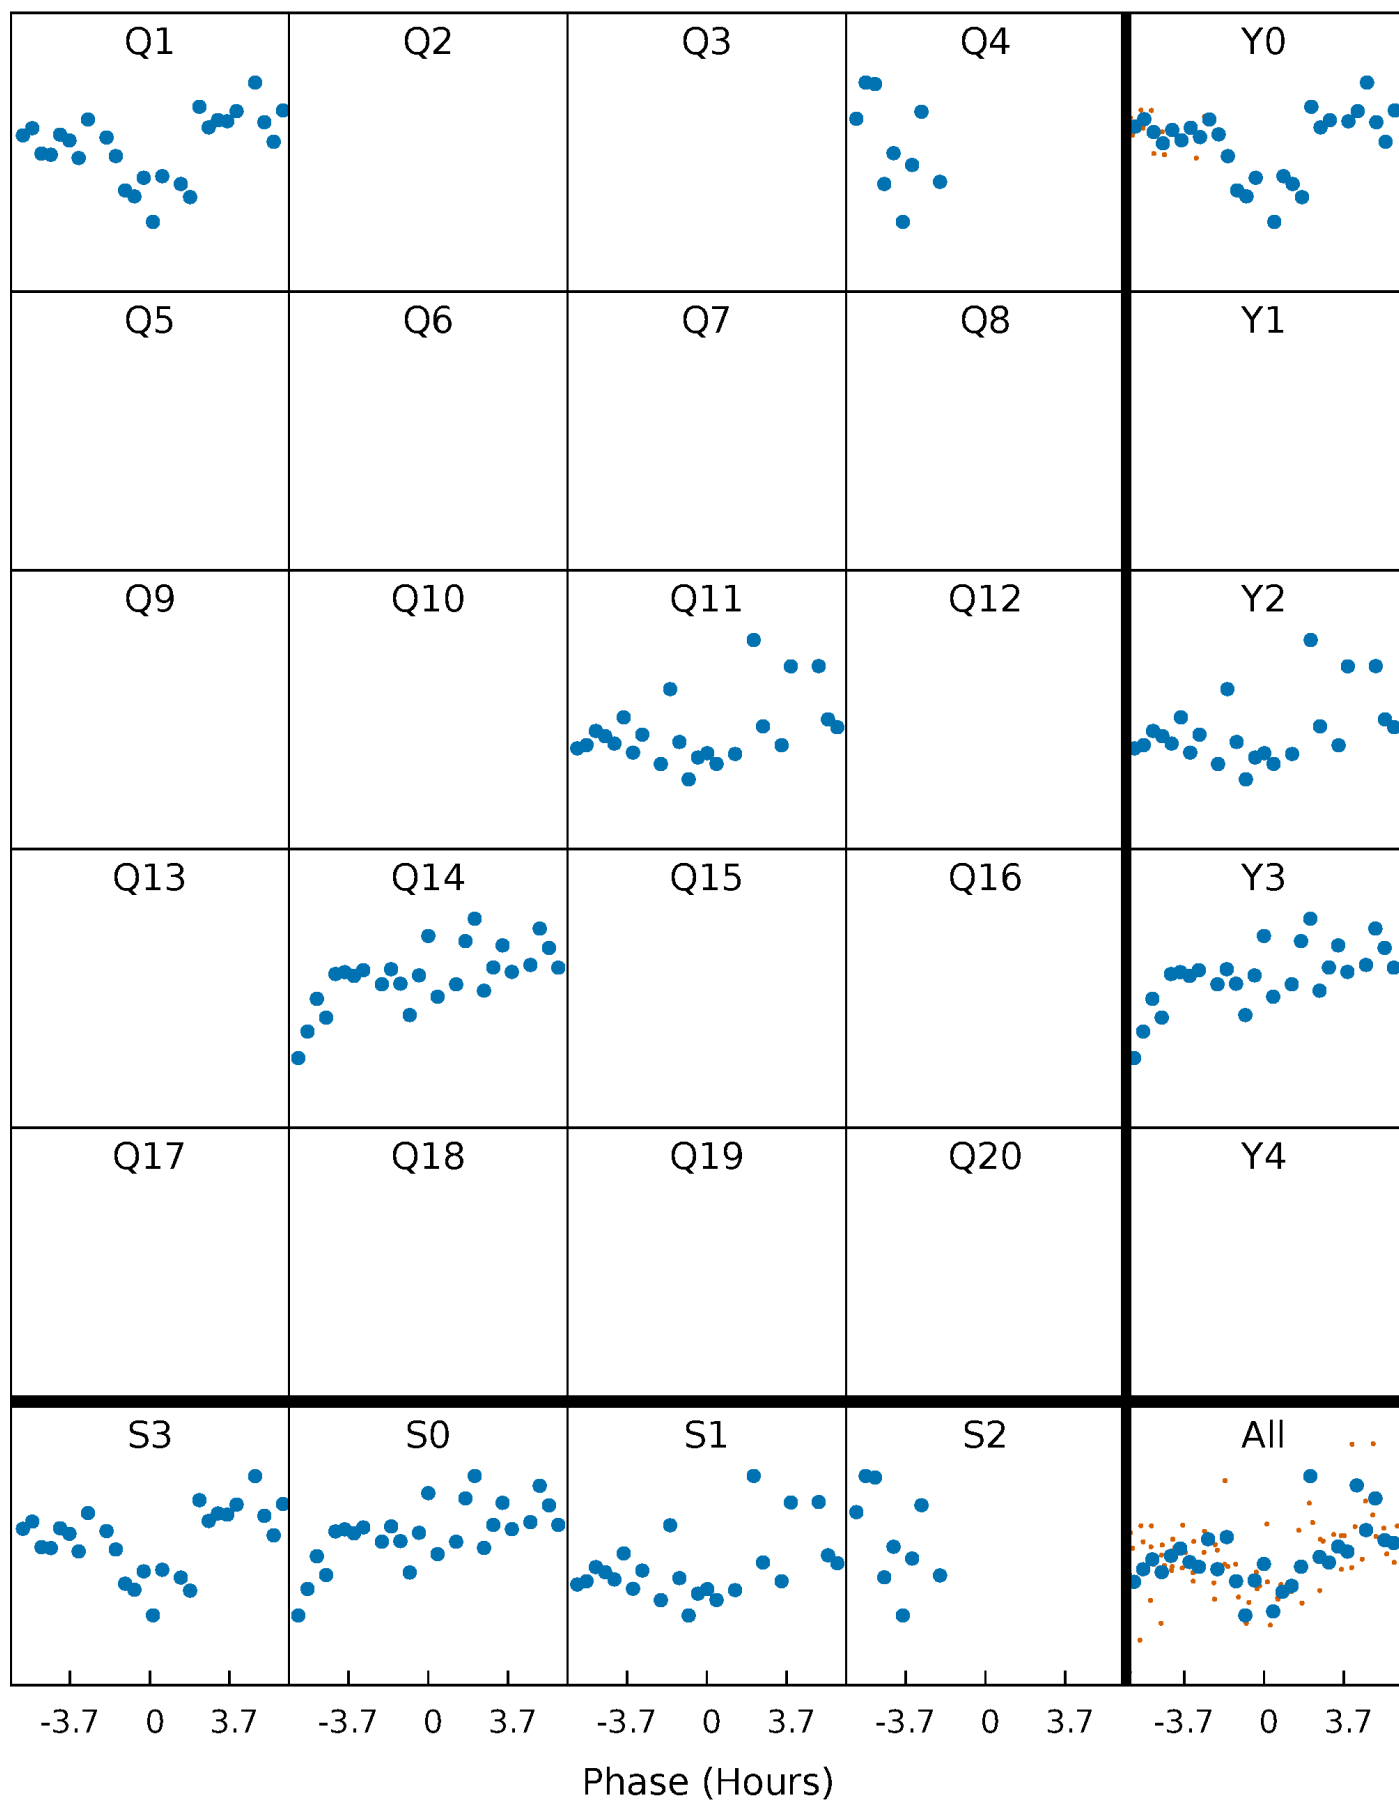 Q1 Q2 Q3 Q4 Y0
Q5 Q6 Q7 Q8 Y1
Q9 Q10 Q11 Q12 Y2
Q13 Q14 Q15 Q16 Y3
Q17 Q18 Q19 Q20 Y4
S3 S0 S1 S2 All
-3.7 0 3.7 -3.7 0 3.7 -3.7 0 3.7 -3.7 0 3.7 -3.7 0 3.7
Phase (Hours)